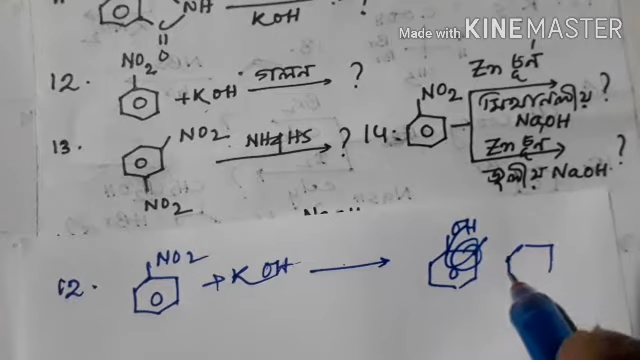 Made with KINEMASTER
NH
KOH ?
O
12. NO2 + KOH গলন ?
13. NO2 NH4HS ?
NO2
14. NO2 Zn চূর্ন ?
মিথানলীয় NaOH
Zn চূর্ন ?
জলীয় NaOH
12. NO2 + KOH OH